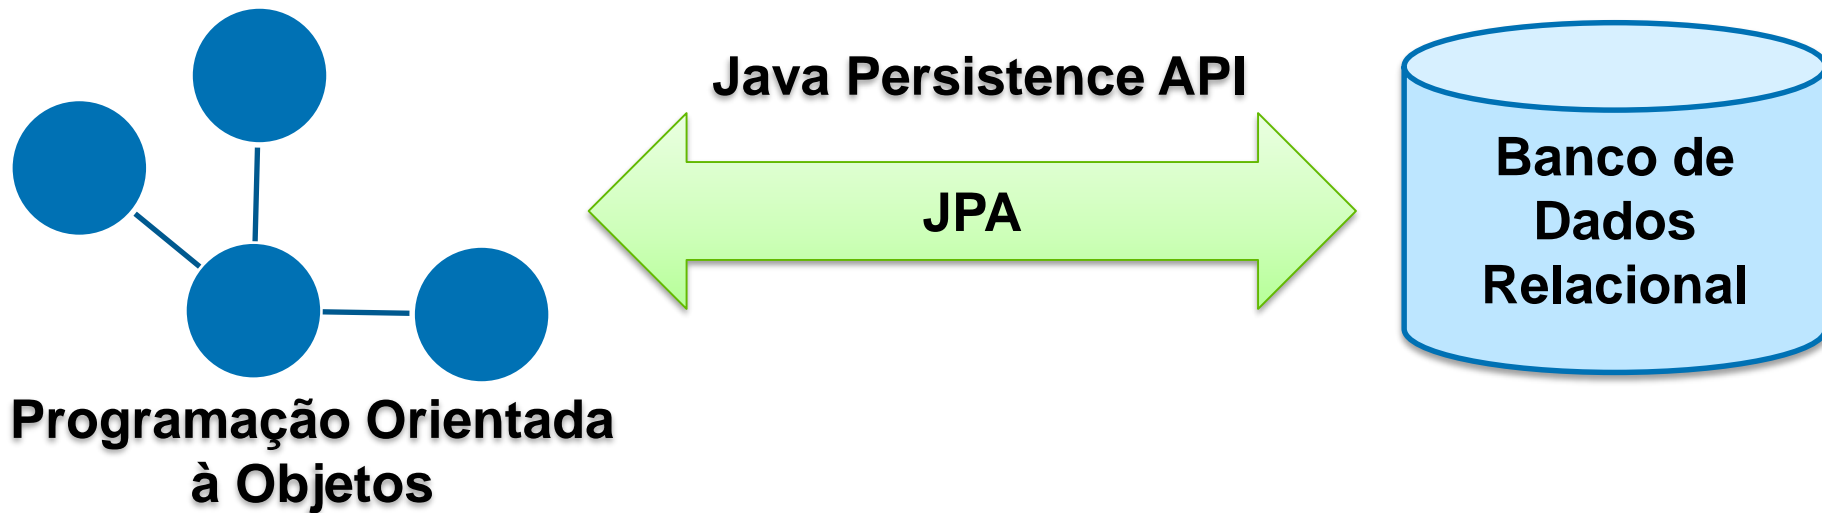 Java Persistence API
JPA
Banco de
Dados
Relacional
Programação Orientada
à Objetos